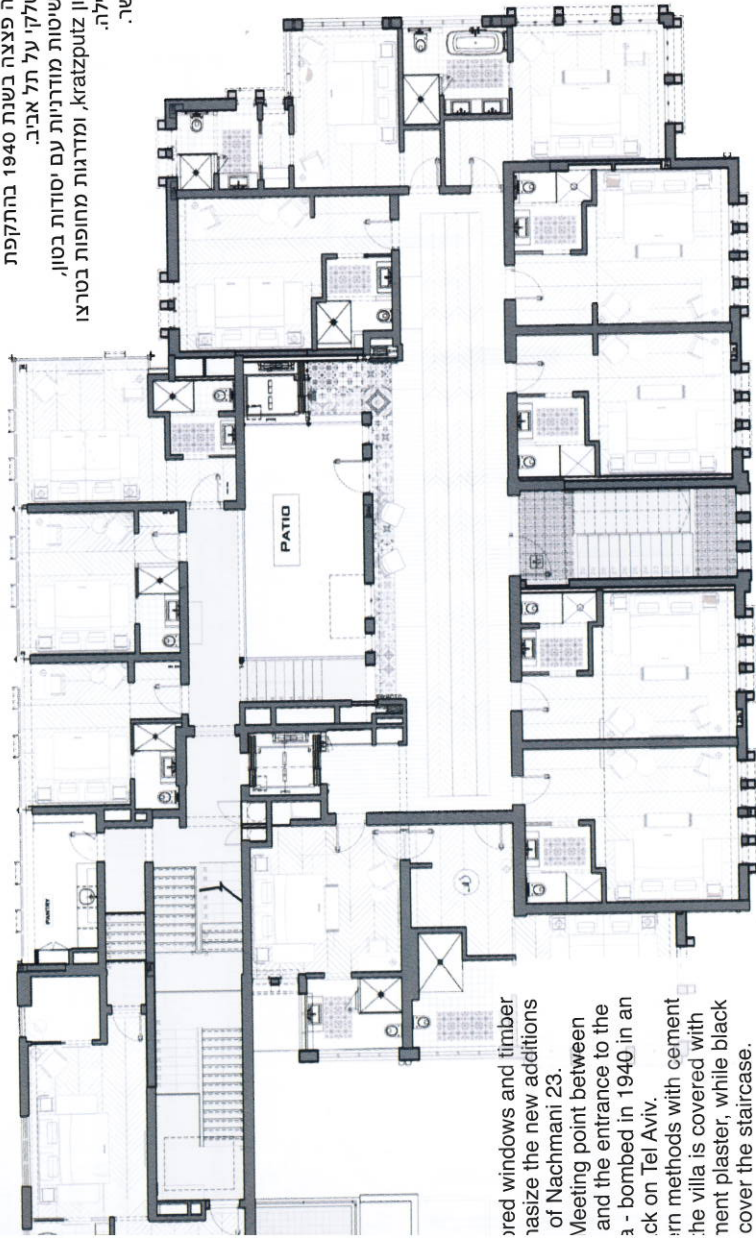 ה פצצה בשנת 1940 בהתקפת
לקי על תל אביב.
שיטות מודרניות עם יסודות בטון,
ן kratzputz, ומדרגות מחופות בטרצו
לה.
שר.
PATIO
PANTRY
ored windows and timber
hasize the new additions
of Nachmani 23.
Meeting point between
and the entrance to the
a - bombed in 1940 in an
ck on Tel Aviv.
ern methods with cement
he villa is covered with
ment plaster, while black
cover the staircase.